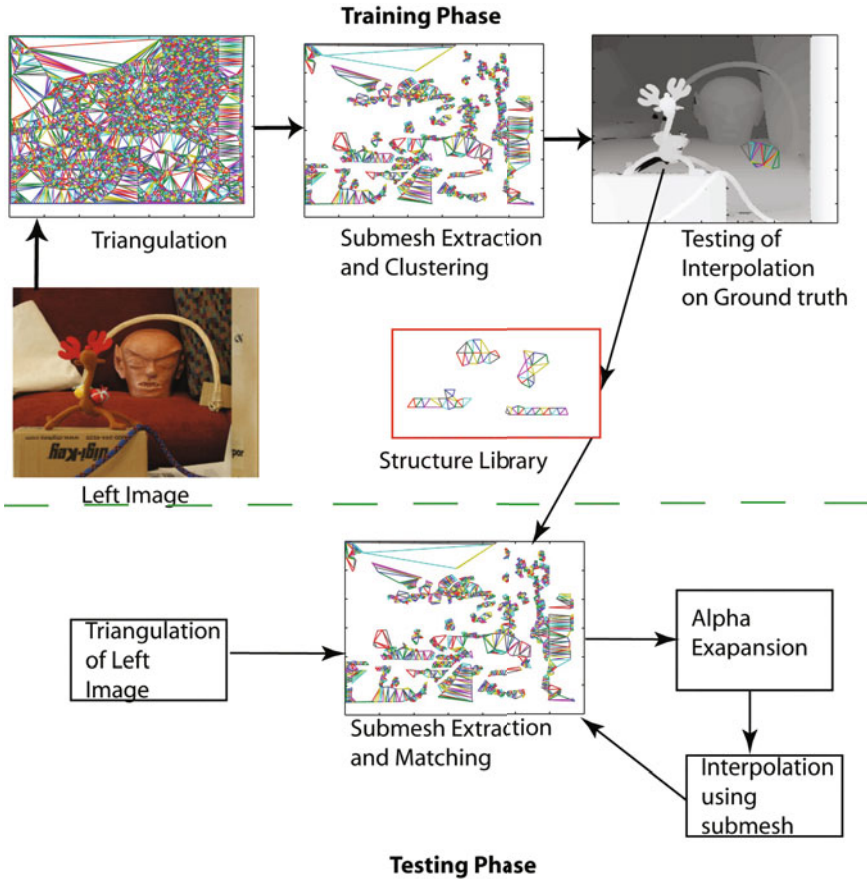 Training Phase
Triangulation
Submesh Extraction
and Clustering
Testing of
Interpolation
on Ground truth
Structure Library
Left Image
Triangulation
of Left
Image
Submesh Extraction
and Matching
Alpha
Exapansion
Interpolation
using
submesh
Testing Phase